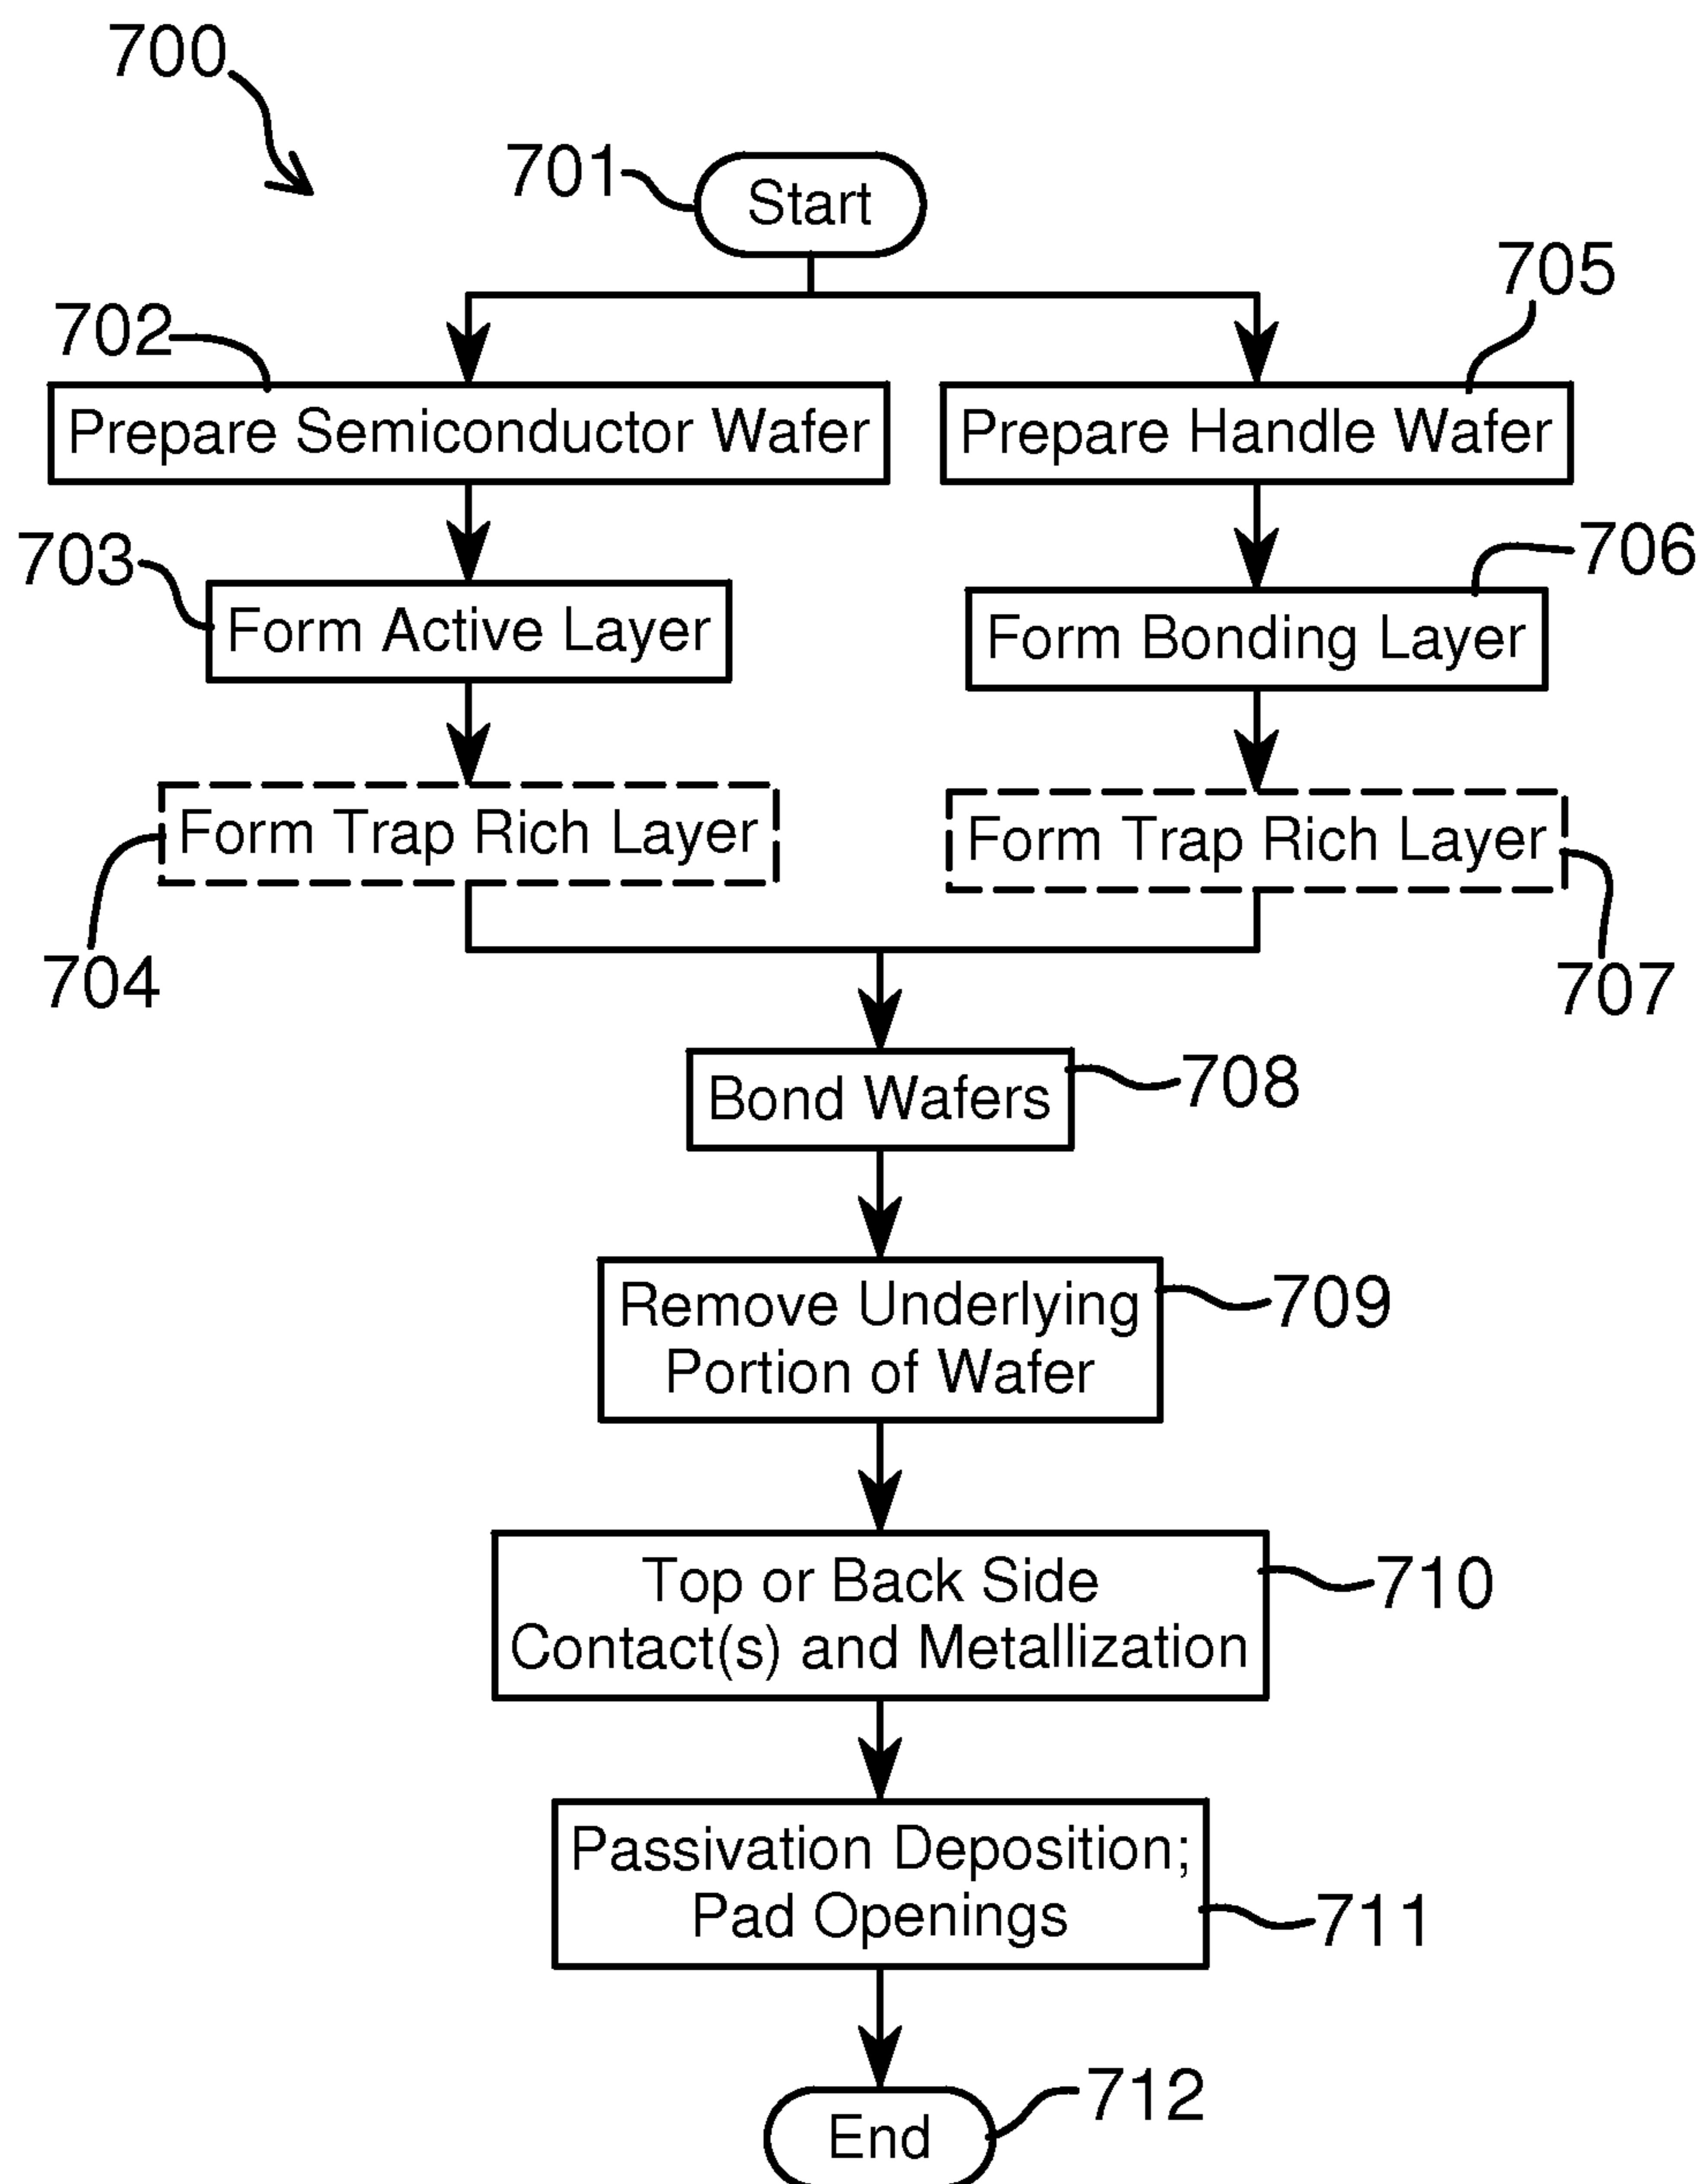 700
701
Start
702
705
Prepare Semiconductor Wafer
Prepare Handle Wafer
703
706
Form Active Layer
Form Bonding Layer
Form Trap Rich Layer
Form Trap Rich Layer
704
707
Bond Wafers
708
Remove Underlying
Portion of Wafer
709
Top or Back Side
Contact(s) and Metallization
710
Passivation Deposition;
Pad Openings
711
712
End